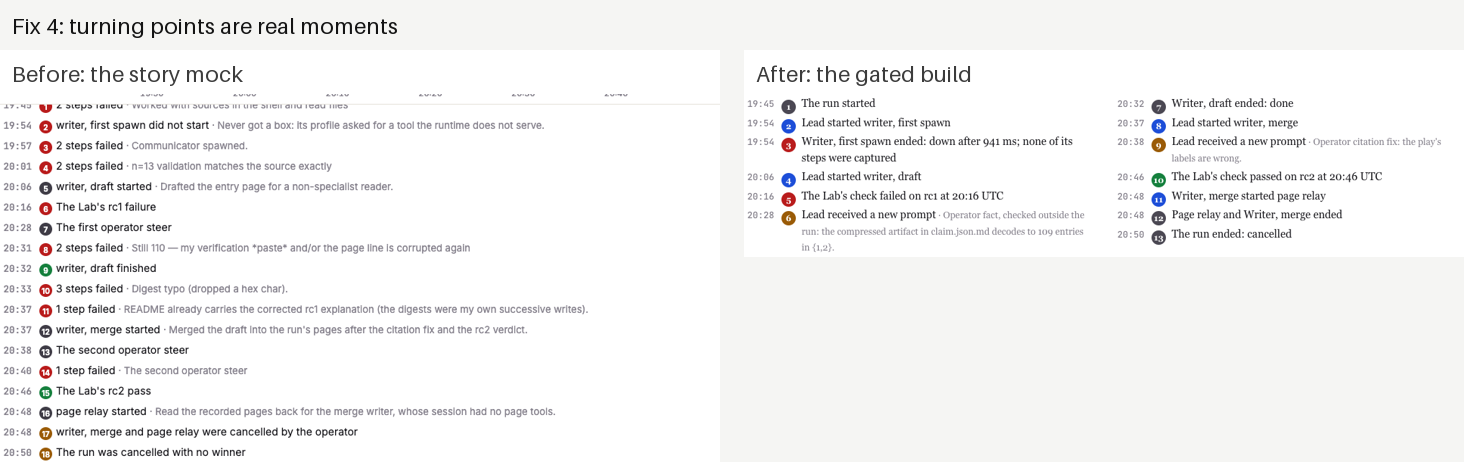 Fix 4: turning points are real moments
Before: the story mock
19:45 1 2 steps failed · Worked with sources in the shell and read files
19:54 2 writer, first spawn did not start · Never got a box: Its profile asked for a tool the runtime does not serve.
19:57 3 2 steps failed · Communicator spawned.
20:01 4 2 steps failed · n=13 validation matches the source exactly
20:06 5 writer, draft started · Drafted the entry page for a non-specialist reader.
20:16 6 The Lab's rc1 failure
20:28 7 The first operator steer
20:31 8 2 steps failed · Still 110 — my verification *paste* and/or the page line is corrupted again
20:32 9 writer, draft finished
20:33 10 3 steps failed · Digest typo (dropped a hex char).
20:37 11 1 step failed · README already carries the corrected rc1 explanation (the digests were my own successive writes).
20:37 12 writer, merge started · Merged the draft into the run's pages after the citation fix and the rc2 verdict.
20:38 13 The second operator steer
20:40 14 1 step failed · The second operator steer
20:46 15 The Lab's rc2 pass
20:48 16 page relay started · Read the recorded pages back for the merge writer, whose session had no page tools.
20:48 17 writer, merge and page relay were cancelled by the operator
20:50 18 The run was cancelled with no winner
After: the gated build
19:45 1 The run started
19:54 2 Lead started writer, first spawn
19:54 3 Writer, first spawn ended: down after 941 ms; none of its
steps were captured
20:06 4 Lead started writer, draft
20:16 5 The Lab's check failed on rc1 at 20:16 UTC
20:28 6 Lead received a new prompt · Operator fact, checked outside the
run: the compressed artifact in claim.json.md decodes to 109 entries
in {1,2}.
20:32 7 Writer, draft ended: done
20:37 8 Lead started writer, merge
20:38 9 Lead received a new prompt · Operator citation fix: the play's
labels are wrong.
20:46 10 The Lab's check passed on rc2 at 20:46 UTC
20:48 11 Writer, merge started page relay
20:48 12 Page relay and Writer, merge ended
20:50 13 The run ended: cancelled